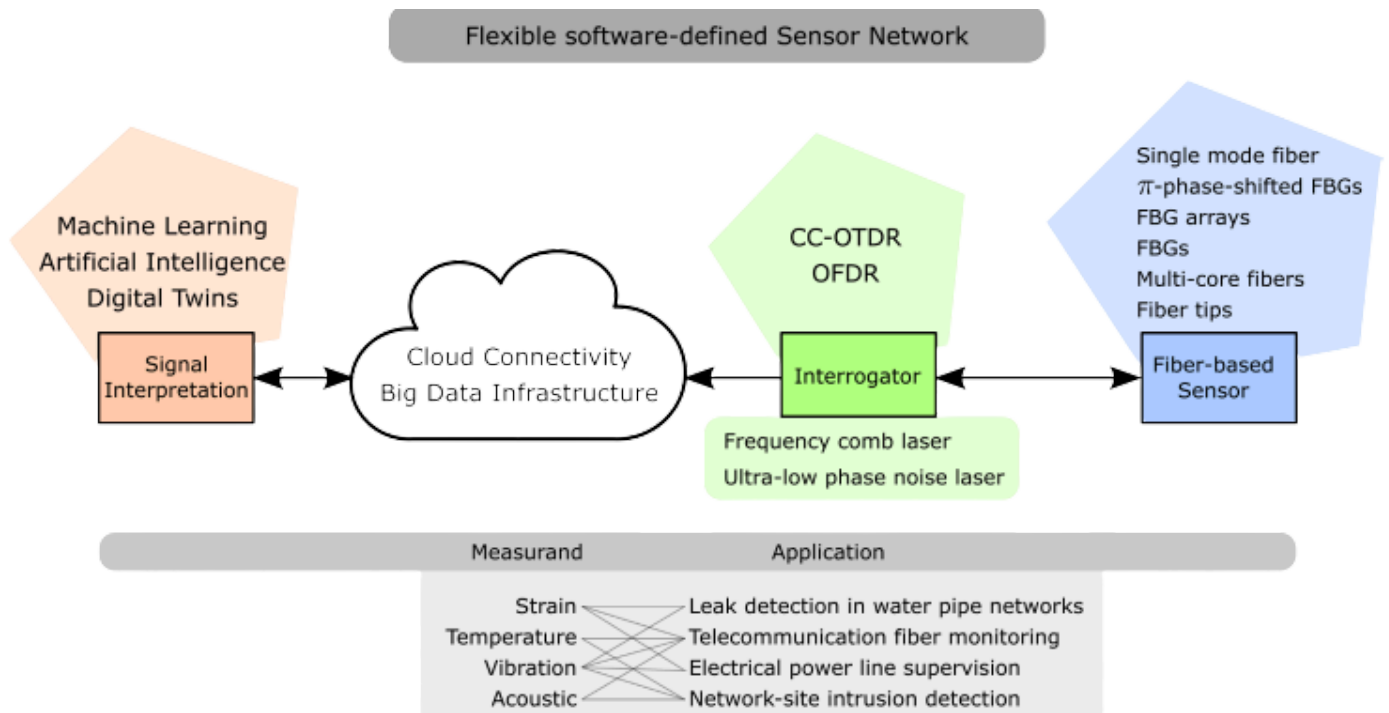 Flexible software-defined Sensor Network
Machine Learning
Artificial Intelligence
Digital Twins
Signal
Interpretation
Cloud Connectivity
Big Data Infrastructure
CC-OTDR
OFDR
Interrogator
Frequency comb laser
Ultra-low phase noise laser
Single mode fiber
π-phase-shifted FBGs
FBG arrays
FBGs
Multi-core fibers
Fiber tips
Fiber-based
Sensor
Measurand Application
Strain Leak detection in water pipe networks
Temperature Telecommunication fiber monitoring
Vibration Electrical power line supervision
Acoustic Network-site intrusion detection